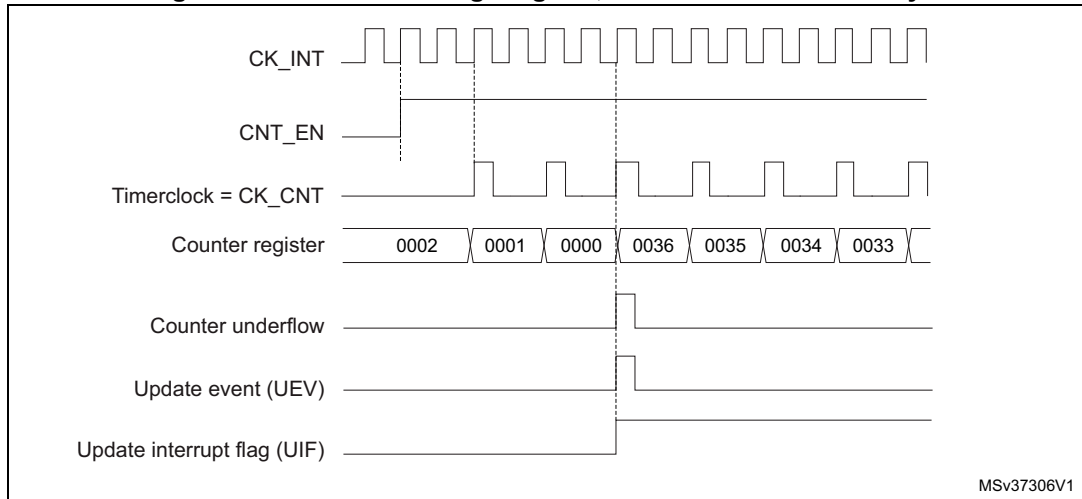 CK_INT
CNT_EN
Timerclock = CK_CNT
Counter register 0002 0001 0000 0036 0035 0034 0033
Counter underflow
Update event (UEV)
Update interrupt flag (UIF)
MSv37306V1